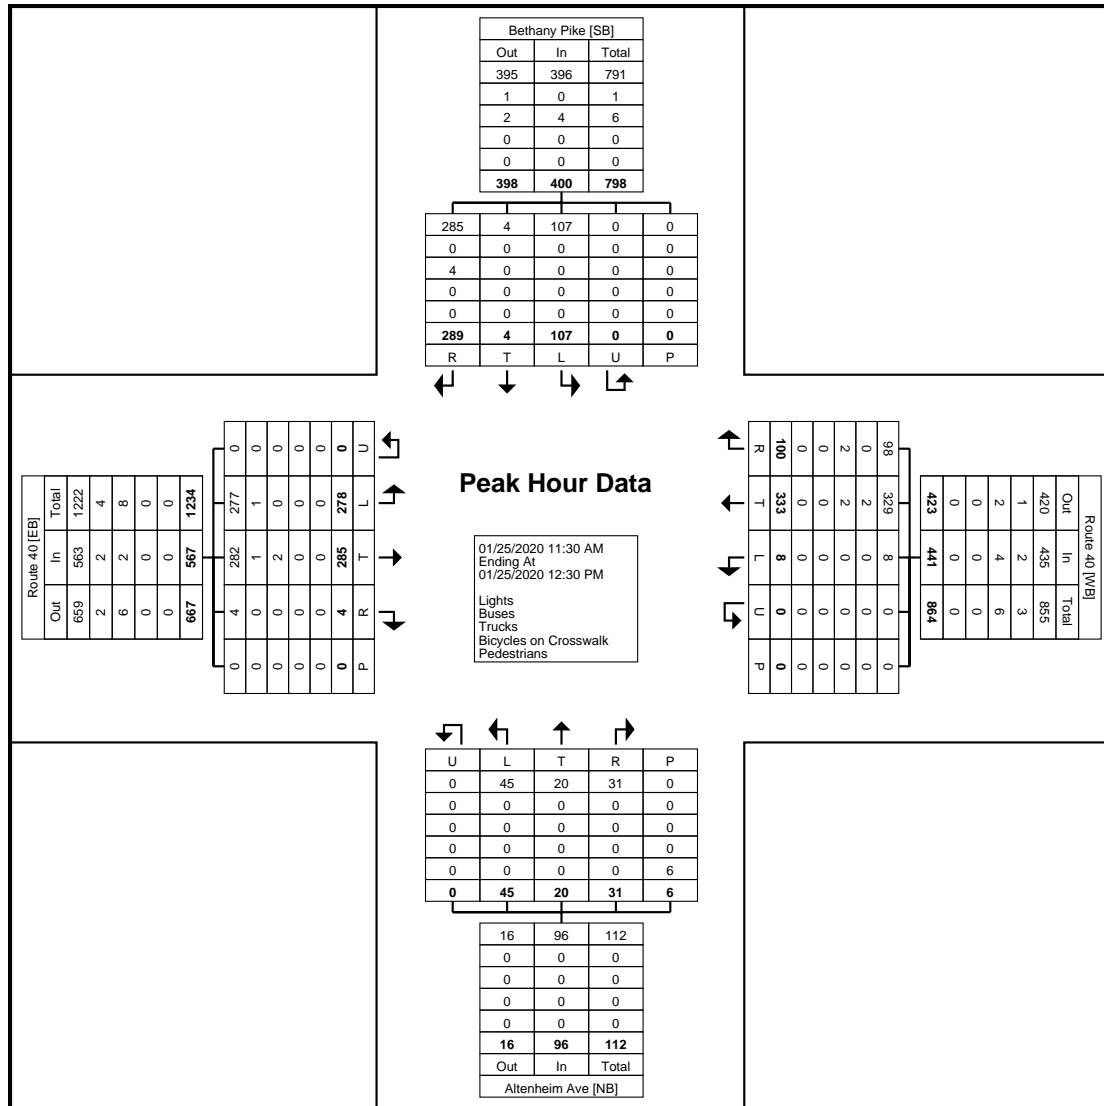 Bethany Pike [SB]
Out In Total
395 396 791
1 0 1
2 4 6
0 0 0
0 0 0
398 400 798
285 4 107 0 0
0 0 0 0 0
4 0 0 0 0
0 0 0 0 0
0 0 0 0 0
289 4 107 0 0
R T L U P
Route 40 [EB]
Out In Total
659 563 1222
2 2 4
6 2 8
0 0 0
0 0 0
667 567 1234
0 4 282 277 0
0 0 1 1 0
0 0 2 0 0
0 0 0 0 0
0 0 0 0 0
0 4 285 278 0
P R T L U
Peak Hour Data
01/25/2020 11:30 AM
Ending At
01/25/2020 12:30 PM
Lights
Buses
Trucks
Bicycles on Crosswalk
Pedestrians
Route 40 [WB]
Out In Total
420 435 855
1 2 3
2 4 6
0 0 0
0 0 0
423 441 864
98 329 8 0 0
0 2 0 0 0
2 2 0 0 0
0 0 0 0 0
0 0 0 0 0
100 333 8 0 0
R T L U P
U L T R P
0 45 20 31 0
0 0 0 0 0
0 0 0 0 0
0 0 0 0 0
0 0 0 0 6
0 45 20 31 6
16 96 112
0 0 0
0 0 0
0 0 0
0 0 0
16 96 112
Out In Total
Altenheim Ave [NB]